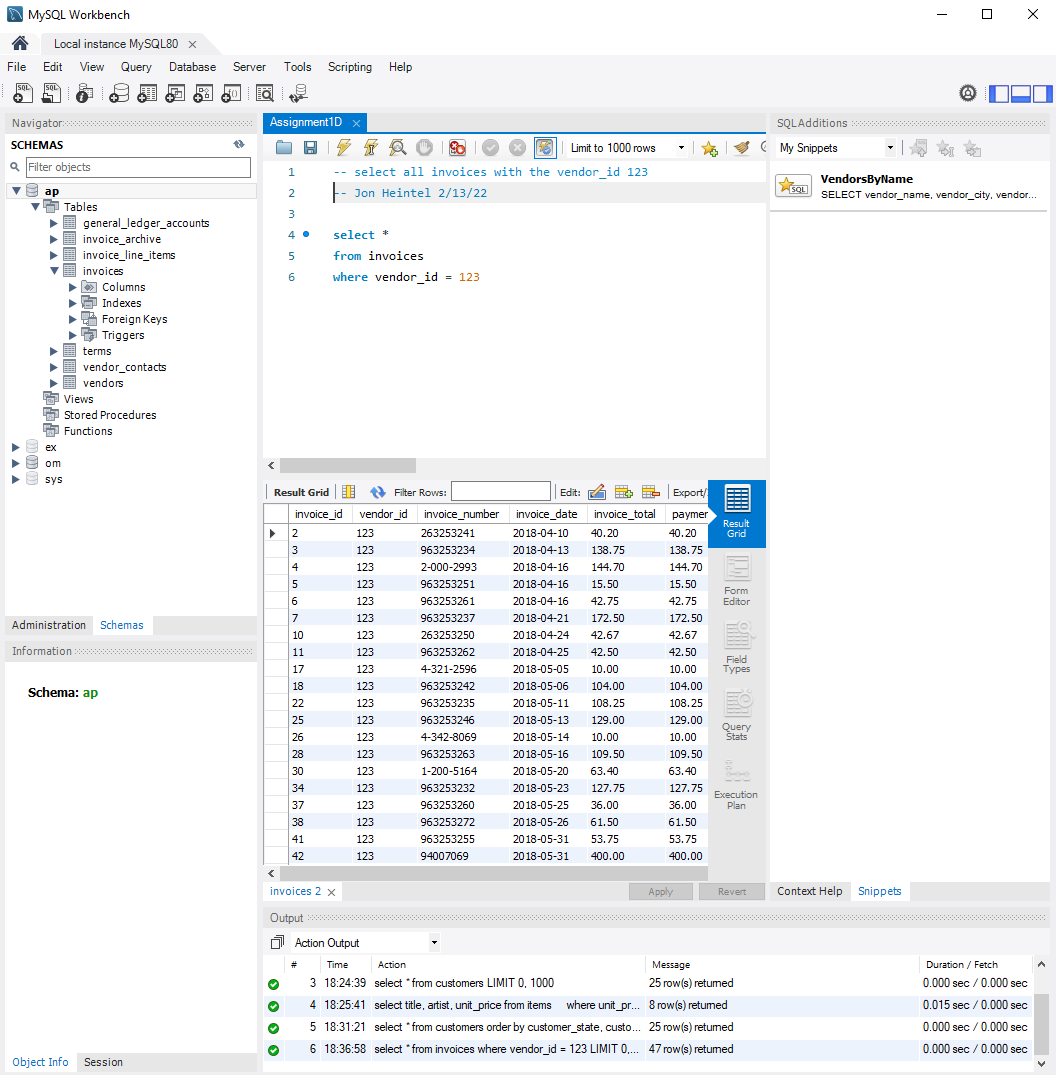 MySQL Workbench
Local instance MySQL80
File Edit View Query Database Server Tools Scripting Help
Navigator
SCHEMAS
Filter objects
ap
Tables
general_ledger_accounts
invoice_archive
invoice_line_items
invoices
Columns
Indexes
Foreign Keys
Triggers
terms
vendor_contacts
vendors
Views
Stored Procedures
Functions
ex
om
sys
Administration Schemas
Information
Schema: ap
Object Info Session
Assignment1D
Limit to 1000 rows
1 -- select all invoices with the vendor_id 123
2 -- Jon Heintel 2/13/22
3
4 select *
5 from invoices
6 where vendor_id = 123
Result Grid Filter Rows: Edit: Export/
invoice_id vendor_id invoice_number invoice_date invoice_total paymen
2 123 263253241 2018-04-10 40.20 40.20
3 123 963253234 2018-04-13 138.75 138.75
4 123 2-000-2993 2018-04-16 144.70 144.70
5 123 963253251 2018-04-16 15.50 15.50
6 123 963253261 2018-04-16 42.75 42.75
7 123 963253237 2018-04-21 172.50 172.50
10 123 263253250 2018-04-24 42.67 42.67
11 123 963253262 2018-04-25 42.50 42.50
17 123 4-321-2596 2018-05-05 10.00 10.00
18 123 963253242 2018-05-06 104.00 104.00
22 123 963253235 2018-05-11 108.25 108.25
25 123 963253246 2018-05-13 129.00 129.00
26 123 4-342-8069 2018-05-14 10.00 10.00
28 123 963253263 2018-05-16 109.50 109.50
30 123 1-200-5164 2018-05-20 63.40 63.40
34 123 963253232 2018-05-23 127.75 127.75
37 123 963253260 2018-05-25 36.00 36.00
38 123 963253272 2018-05-26 61.50 61.50
41 123 963253255 2018-05-31 53.75 53.75
42 123 94007069 2018-05-31 400.00 400.00
Result
Grid
Form
Editor
Field
Types
Query
Stats
Execution
Plan
invoices 2 Apply Revert
SQLAdditions
My Snippets
SQL
VendorsByName
SELECT vendor_name, vendor_city, vendor...
Context Help Snippets
Output
Action Output
# Time Action Message Duration / Fetch
3 18:24:39 select * from customers LIMIT 0, 1000 25 row(s) returned 0.000 sec / 0.000 sec
4 18:25:41 select title, artist, unit_price from items where unit_pr... 8 row(s) returned 0.015 sec / 0.000 sec
5 18:31:21 select * from customers order by customer_state, custo... 25 row(s) returned 0.000 sec / 0.000 sec
6 18:36:58 select * from invoices where vendor_id = 123 LIMIT 0,... 47 row(s) returned 0.000 sec / 0.000 sec